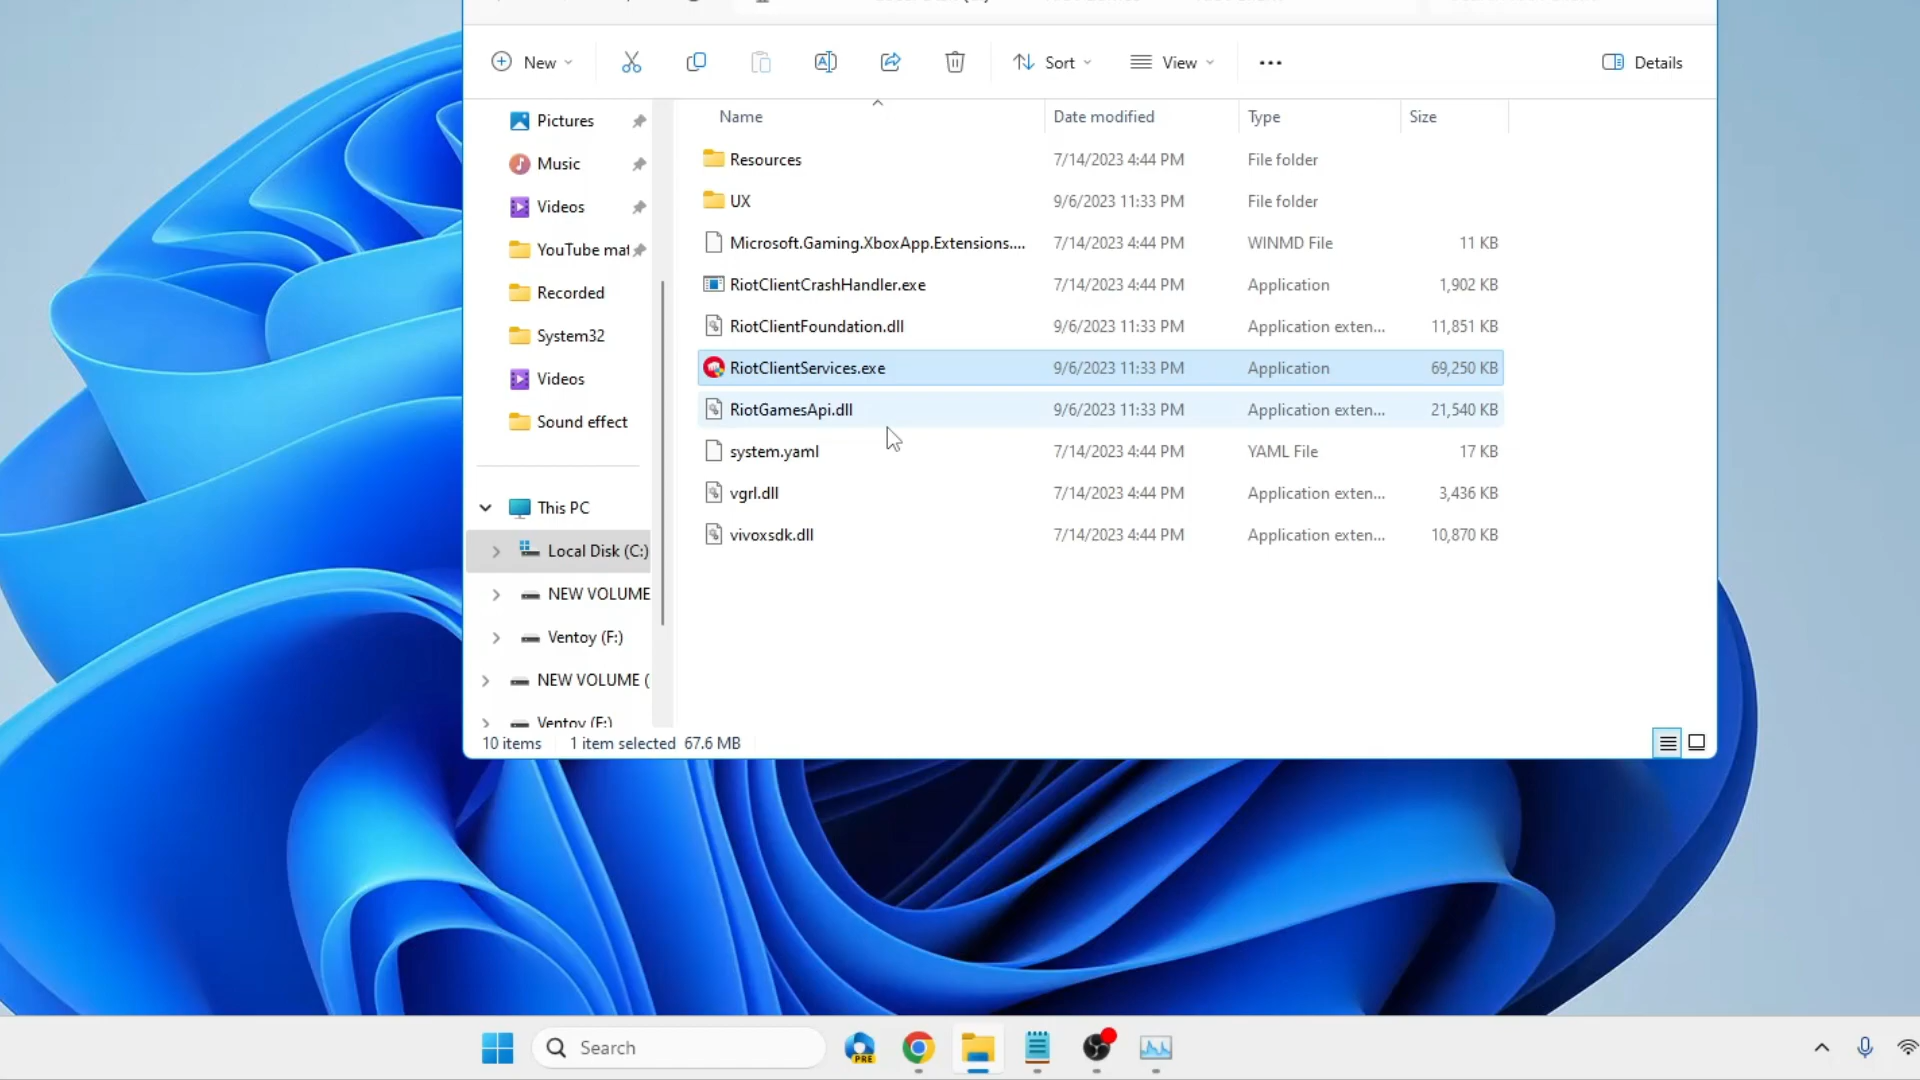 New
Sort
View
Details
Name
Date modified
Type
Size
Pictures
Music
Videos
YouTube mat
Recorded
System32
Videos
Sound effect
This PC
Local Disk (C:)
NEW VOLUME
Ventoy (F:)
NEW VOLUME (
Ventoy (F:)
Resources 7/14/2023 4:44 PM File folder
UX 9/6/2023 11:33 PM File folder
Microsoft.Gaming.XboxApp.Extensions.... 7/14/2023 4:44 PM WINMD File 11 KB
RiotClientCrashHandler.exe 7/14/2023 4:44 PM Application 1,902 KB
RiotClientFoundation.dll 9/6/2023 11:33 PM Application exten... 11,851 KB
RiotClientServices.exe 9/6/2023 11:33 PM Application 69,250 KB
RiotGamesApi.dll 9/6/2023 11:33 PM Application exten... 21,540 KB
system.yaml 7/14/2023 4:44 PM YAML File 17 KB
vgrl.dll 7/14/2023 4:44 PM Application exten... 3,436 KB
vivoxsdk.dll 7/14/2023 4:44 PM Application exten... 10,870 KB
10 items 1 item selected 67.6 MB
Search
PRE